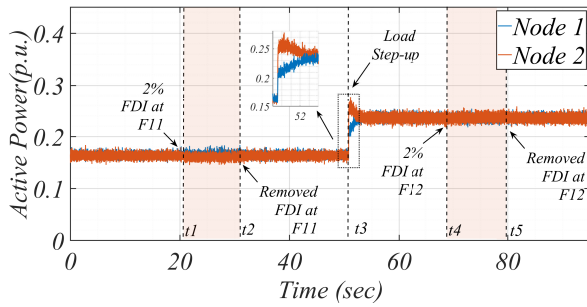 Active Power(p.u.)
0.4
0.3
0.2
0.1
0
0
20
40
60
80
Time (sec)
Node 1
Node 2
0.25
0.2
0.15
52
Load
Step-up
2%
FDI at
F11
Removed
FDI at
F11
2%
FDI at
F12
Removed
FDI at
F12
t1
t2
t3
t4
t5